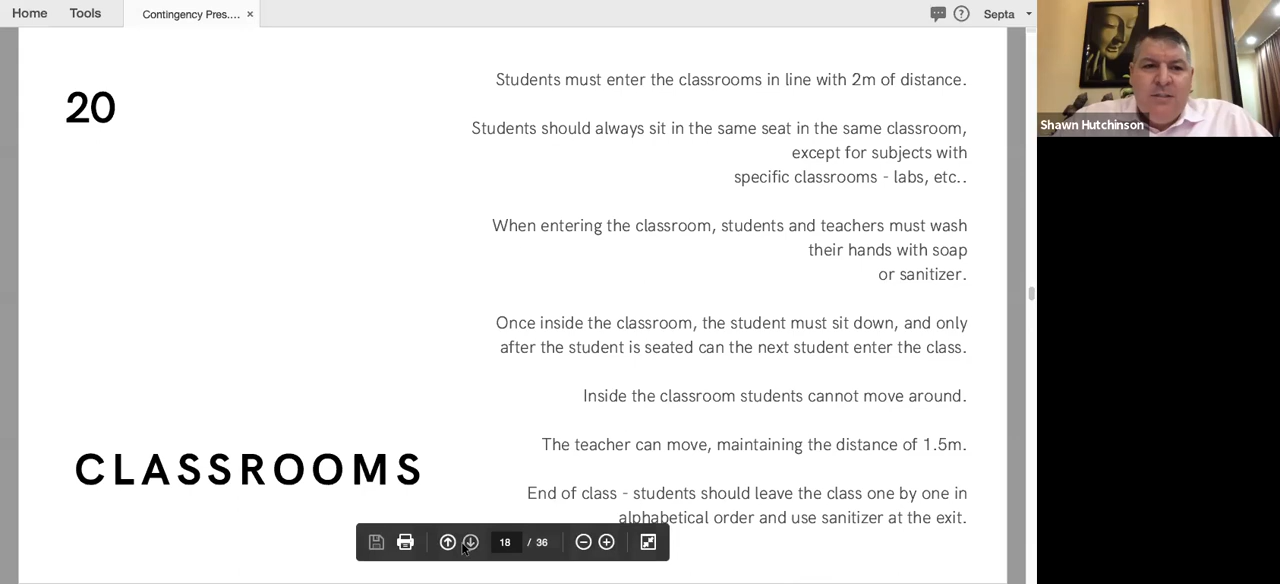 Home
Tools
Contingency Pres.... ×
Septa
Shawn Hutchinson
20
Students must enter the classrooms in line with 2m of distance.
Students should always sit in the same seat in the same classroom,
except for subjects with
specific classrooms - labs, etc..
When entering the classroom, students and teachers must wash
their hands with soap
or sanitizer.
Once inside the classroom, the student must sit down, and only
after the student is seated can the next student enter the class.
Inside the classroom students cannot move around.
The teacher can move, maintaining the distance of 1.5m.
CLASSROOMS
End of class - students should leave the class one by one in
alphabetical order and use sanitizer at the exit.
18 / 36